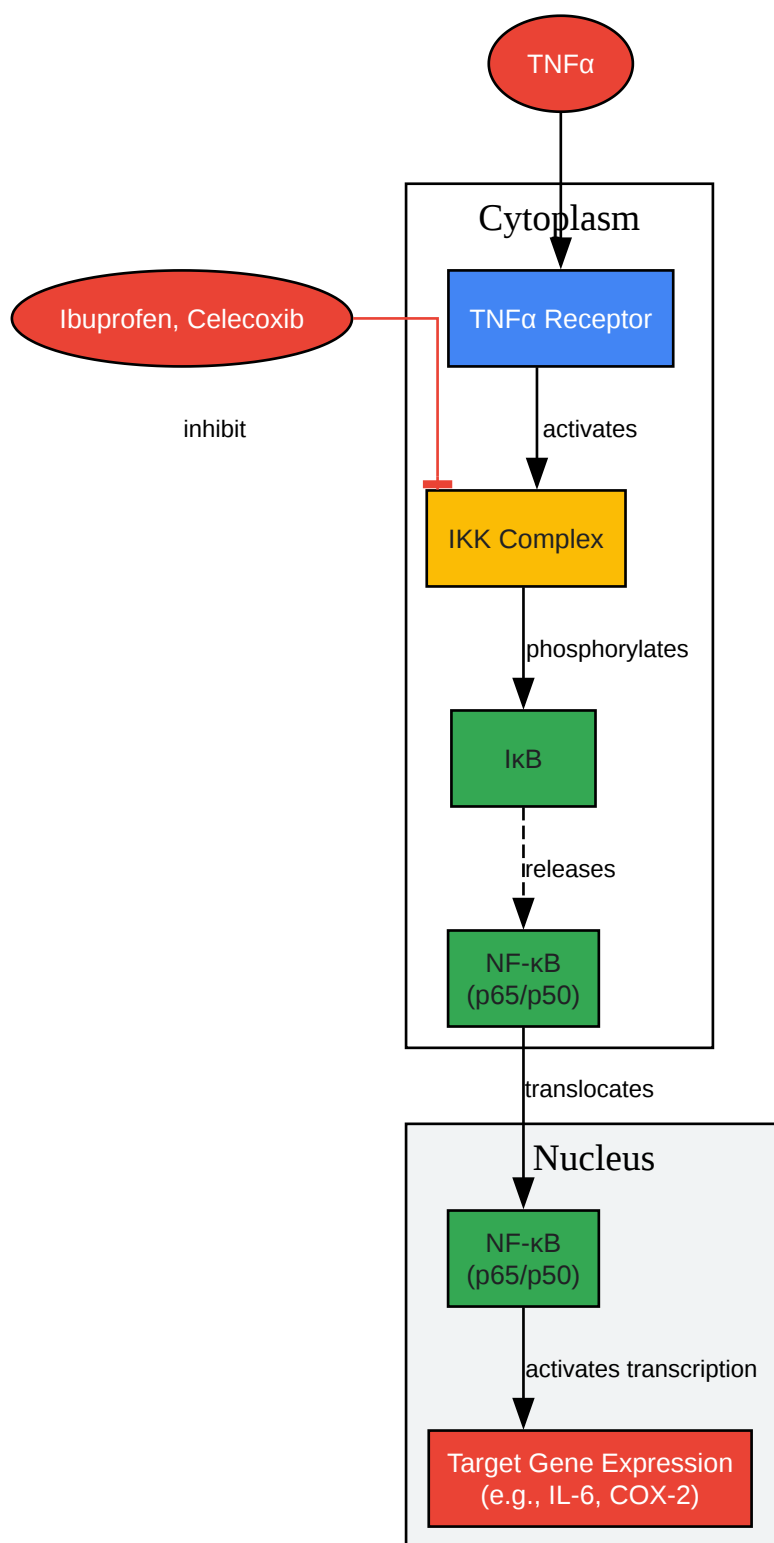 TNFα
Cytoplasm
Ibuprofen, Celecoxib
TNFα Receptor
inhibit
activates
IKK Complex
phosphorylates
IκB
releases
NF-κB
(p65/p50)
translocates
Nucleus
NF-κB
(p65/p50)
activates transcription
Target Gene Expression
(e.g., IL-6, COX-2)